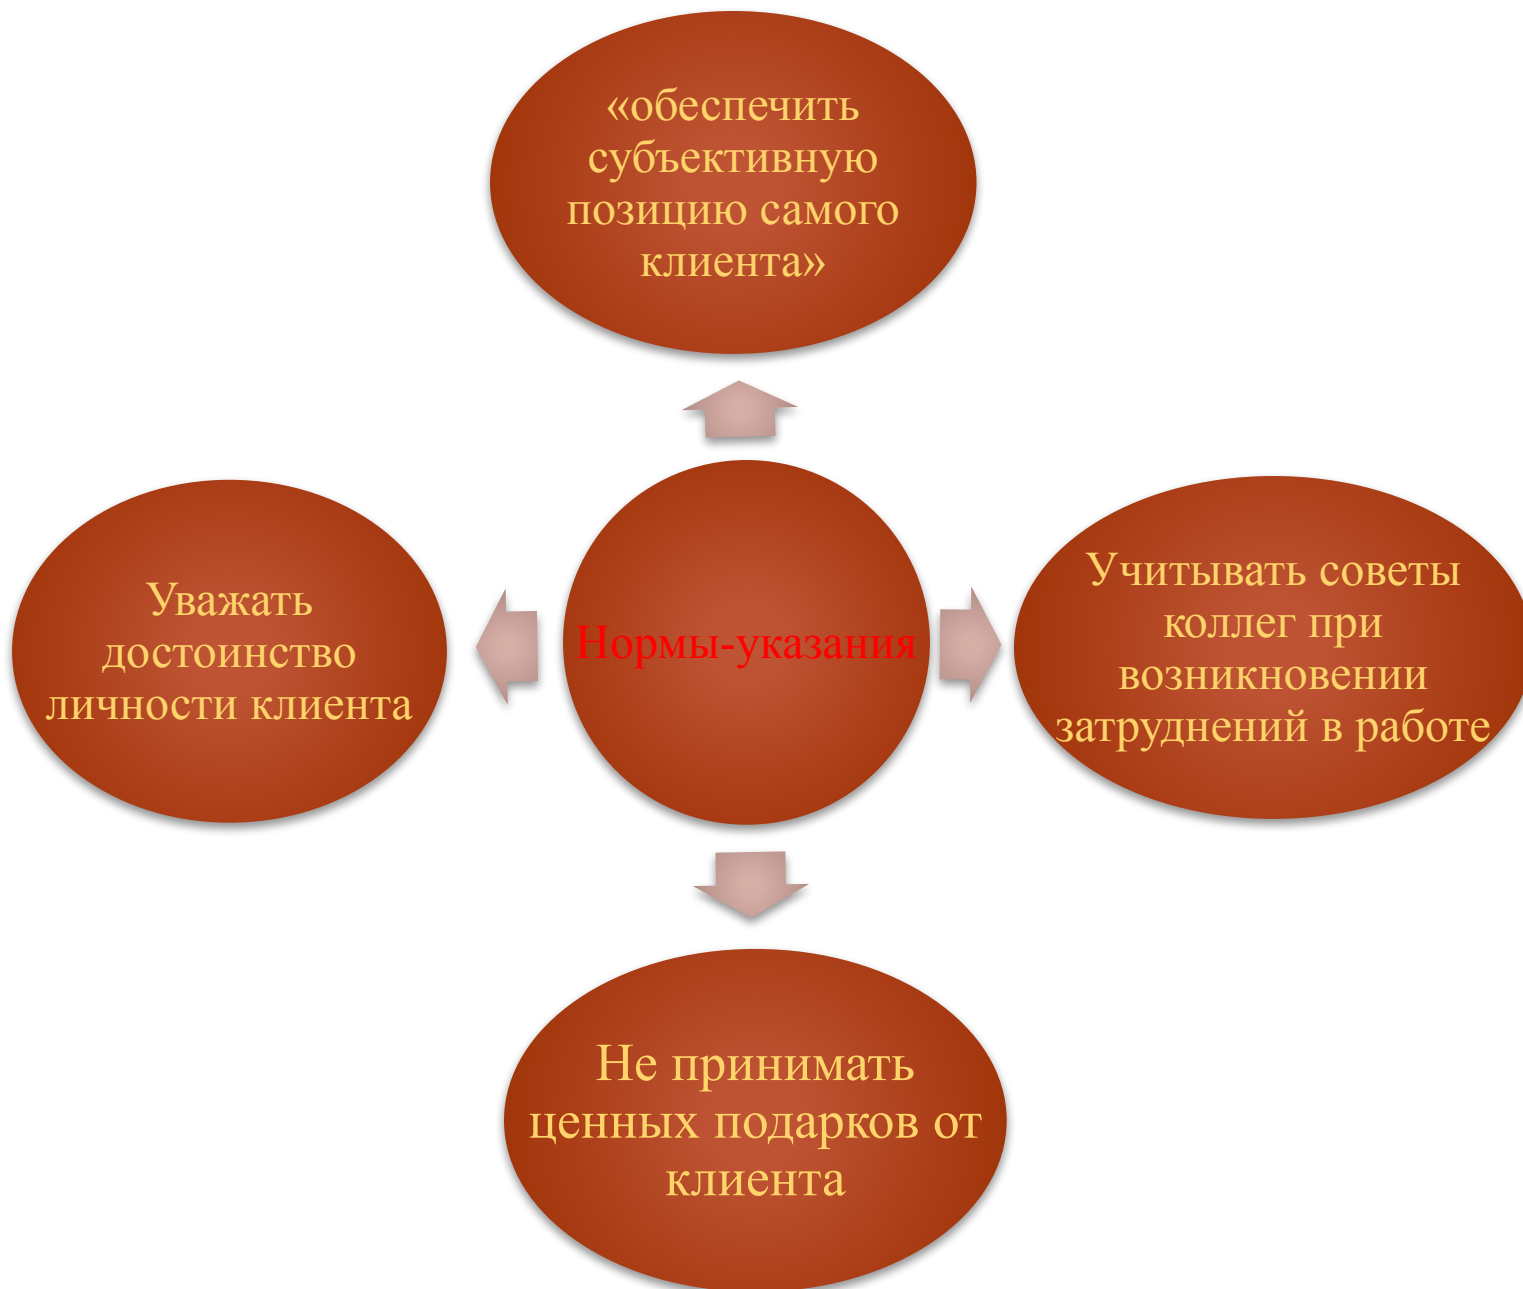 «обеспечить
субъективную
позицию самого
клиента»
Уважать
достоинство
личности клиента
Нормы-указания
Учитывать советы
коллег при
возникновении
затруднений в работе
Не принимать
ценных подарков от
клиента